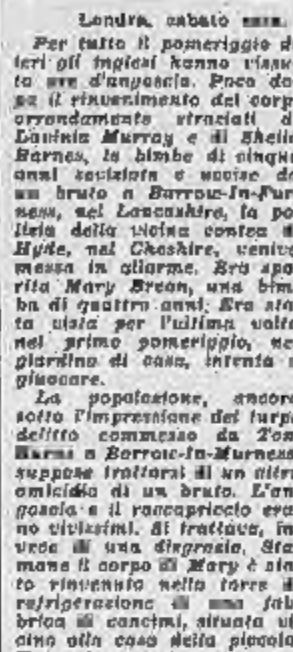 Londra, sabato sera.
Per tutto il pomeriggio di
ieri gli inglesi hanno vissu-
to ore d'angoscia. Poco do-
po il rinvenimento dei corpi
orrendamente straziati di
Lavinia Murray e di Sheila
Barnes, le bimbe di cinque
anni seviziate e uccise da
un bruto a Barrow-In-Fur-
ness, nel Lancashire, la po-
lizia della vicina contea di
Hyde, nel Cheshire, veniva
messa in allarme. Era spa-
rita Mary Brean, una bim-
ba di quattro anni. Era sta-
ta vista per l'ultima volta
nel primo pomeriggio, nel
giardino di casa, intenta a
giuocare.
La popolazione, ancora
sotto l'impressione del turpe
delitto commesso da Tom
a Barrow-In-Murness
suppose trattarsi di un altro
omicidio di un bruto. L'an-
goscia e il raccapriccio era-
no vivissimi. Si trattava, in-
vece di una disgrazia. Sta-
mane il corpo di Mary è sta-
to rinvenuto nella torre di
refrigerazione di una fab-
brica di concimi, situata vi-
cino alla casa della piccola